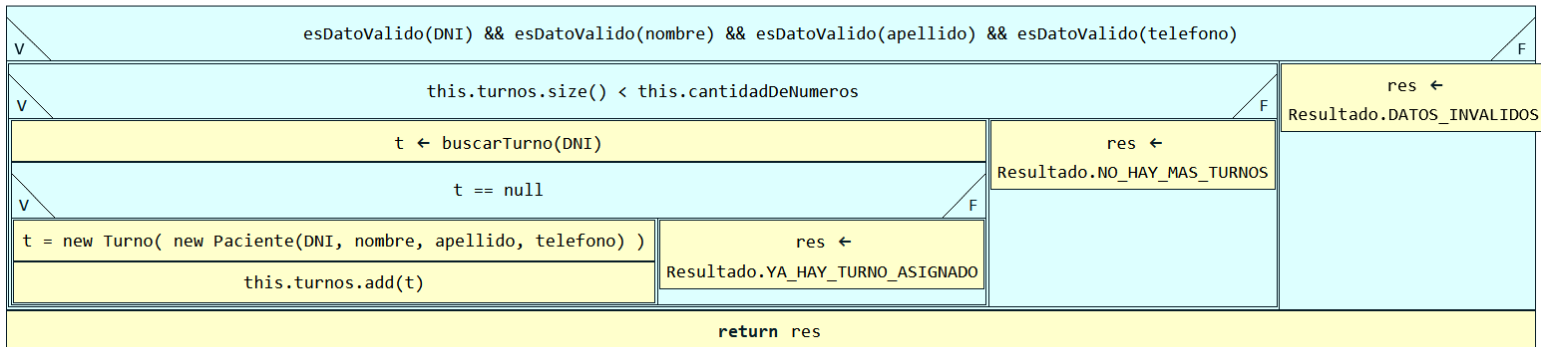 esDatoValido(DNI) && esDatoValido(nombre) && esDatoValido(apellido) && esDatoValido(telefono)
V
F
this.turnos.size() < this.cantidadDeNumeros
V
F
res ←
Resultado.DATOS_INVALIDOS
t ← buscarTurno(DNI)
res ←
Resultado.NO_HAY_MAS_TURNOS
t == null
V
F
t = new Turno( new Paciente(DNI, nombre, apellido, telefono) )
this.turnos.add(t)
res ←
Resultado.YA_HAY_TURNO_ASIGNADO
return res